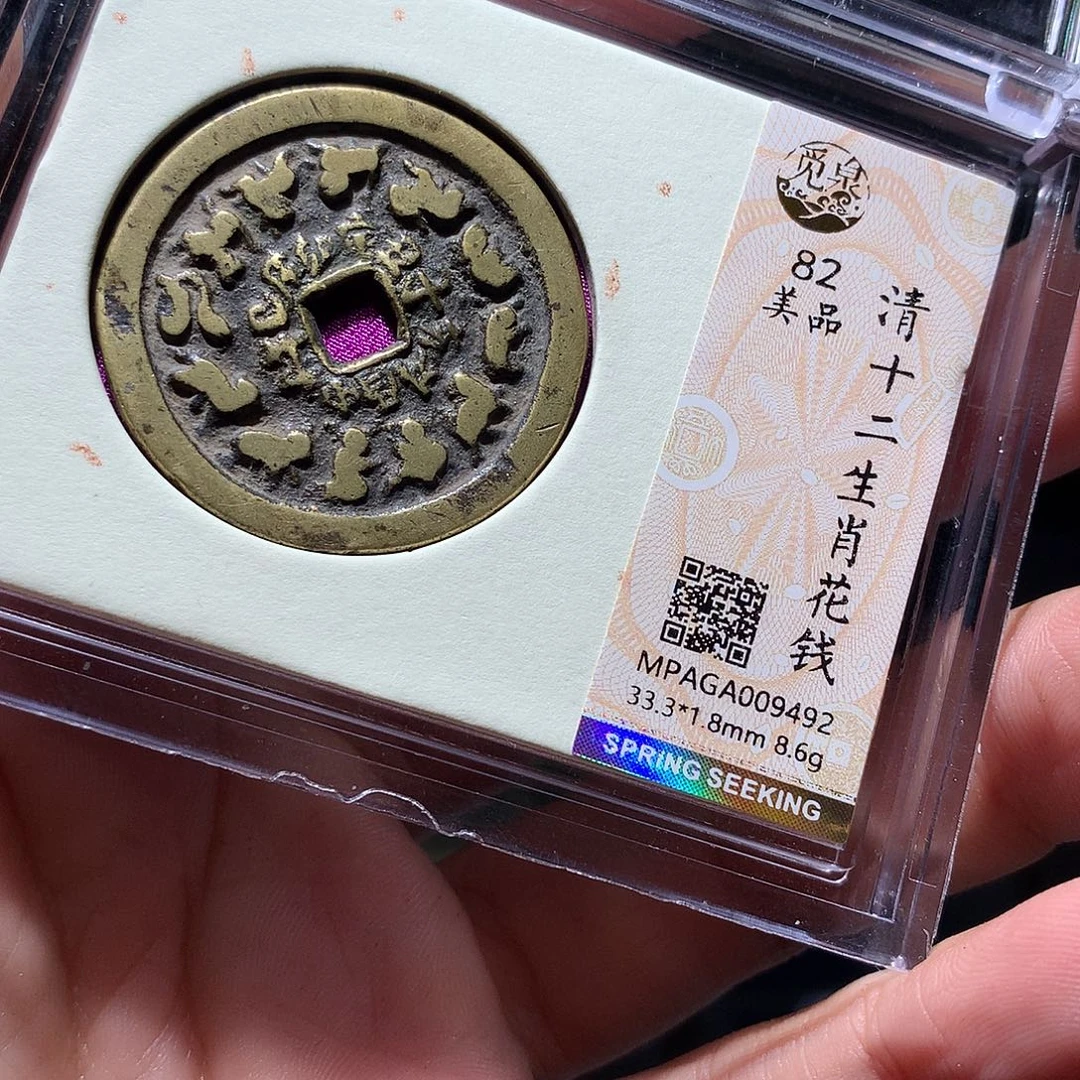 觅泉
82
美品
清十二生肖花钱
MPAGA009492
33.3*1.8mm 8.6g
SPRING SEEKING